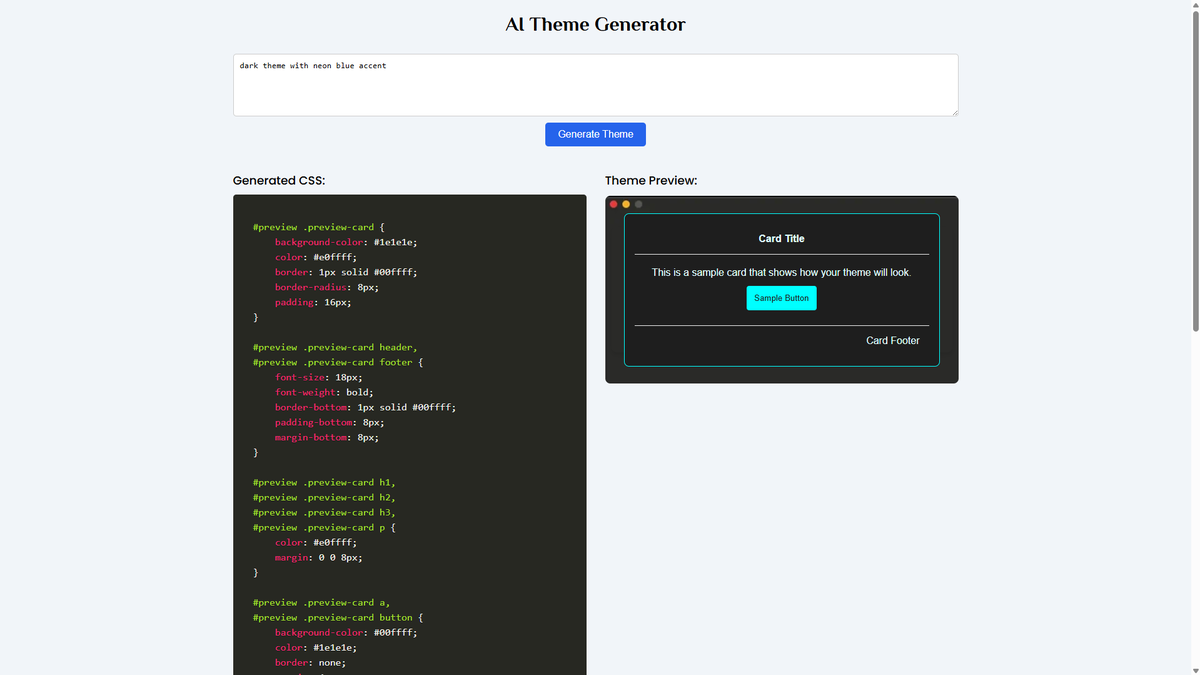 AI Theme Generator
dark theme with neon blue accent
Generate Theme
Generated CSS:
#preview .preview-card {
    background-color: #1e1e1e;
    color: #e0ffff;
    border: 1px solid #00ffff;
    border-radius: 8px;
    padding: 16px;
}
#preview .preview-card header,
#preview .preview-card footer {
    font-size: 18px;
    font-weight: bold;
    border-bottom: 1px solid #00ffff;
    padding-bottom: 8px;
    margin-bottom: 8px;
}
#preview .preview-card h1,
#preview .preview-card h2,
#preview .preview-card h3,
#preview .preview-card p {
    color: #e0ffff;
    margin: 0 0 8px;
}
#preview .preview-card a,
#preview .preview-card button {
    background-color: #00ffff;
    color: #1e1e1e;
    border: none;
Theme Preview:
Card Title
This is a sample card that shows how your theme will look.
Sample Button
Card Footer